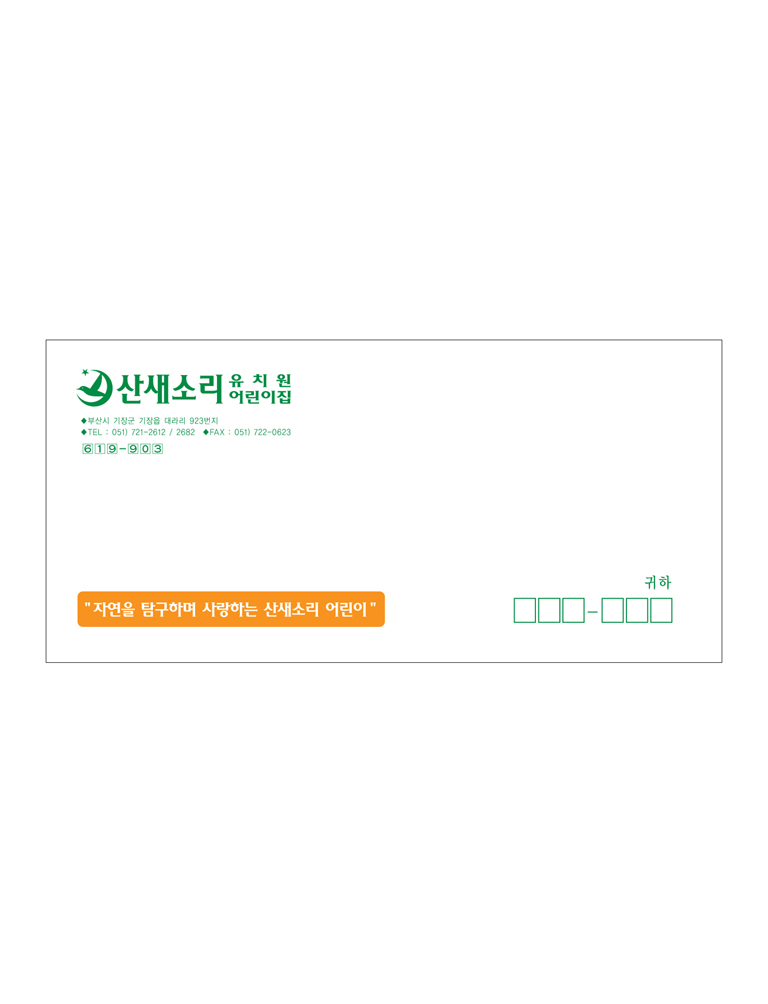 산새소리 유치원 어린이집
◆부산시 기장군 기장읍 대라리 923번지
◆TEL : 051) 721-2612 / 2682 ◆FAX : 051) 722-0623
619-903
귀하
"자연을 탐구하며 사랑하는 산새소리 어린이"